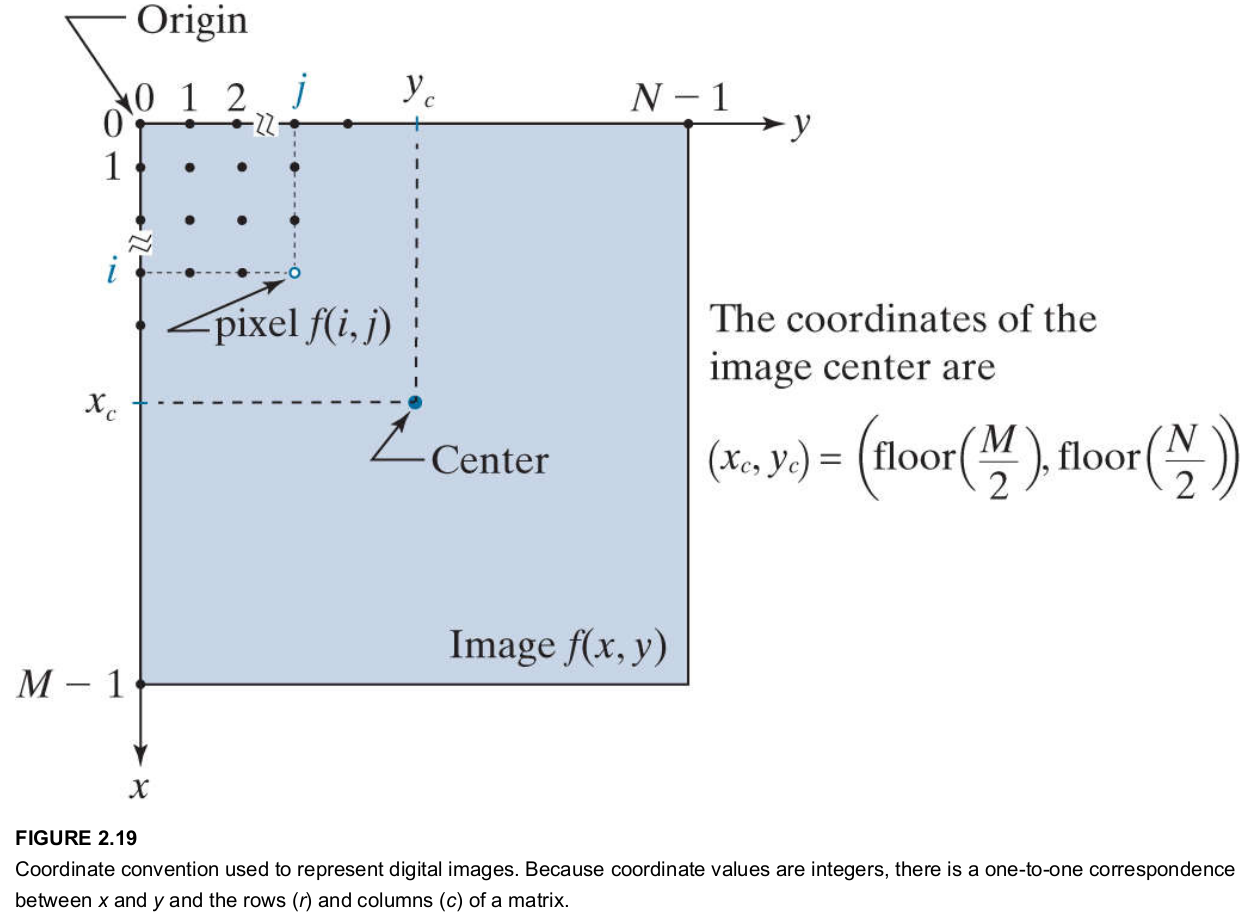 Origin
0 1 2 j y_c N − 1
0 y
1
i
pixel f(i, j)
The coordinates of the
image center are
x_c
Center
(x_c, y_c) = (floor(M/2), floor(N/2))
Image f(x, y)
M − 1
x
FIGURE 2.19
Coordinate convention used to represent digital images. Because coordinate values are integers, there is a one-to-one correspondence
between x and y and the rows (r) and columns (c) of a matrix.